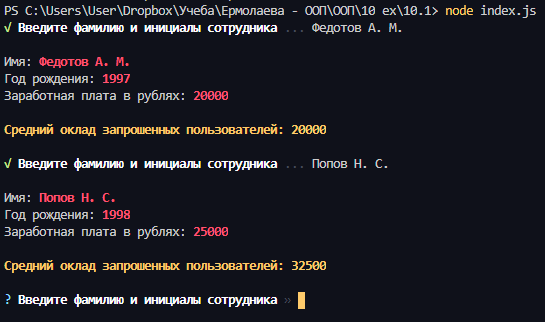 PS C:\Users\User\Dropbox\Учеба\Ермолаева - ООП\ООП\10 ex\10.1> node index.js
√ Введите фамилию и инициалы сотрудника ... Федотов А. М.
Имя: Федотов А. М.
Год рождения: 1997
Заработная плата в рублях: 20000
Средний оклад запрошенных пользователей: 20000
√ Введите фамилию и инициалы сотрудника ... Попов Н. С.
Имя: Попов Н. С.
Год рождения: 1998
Заработная плата в рублях: 25000
Средний оклад запрошенных пользователей: 32500
? Введите фамилию и инициалы сотрудника »